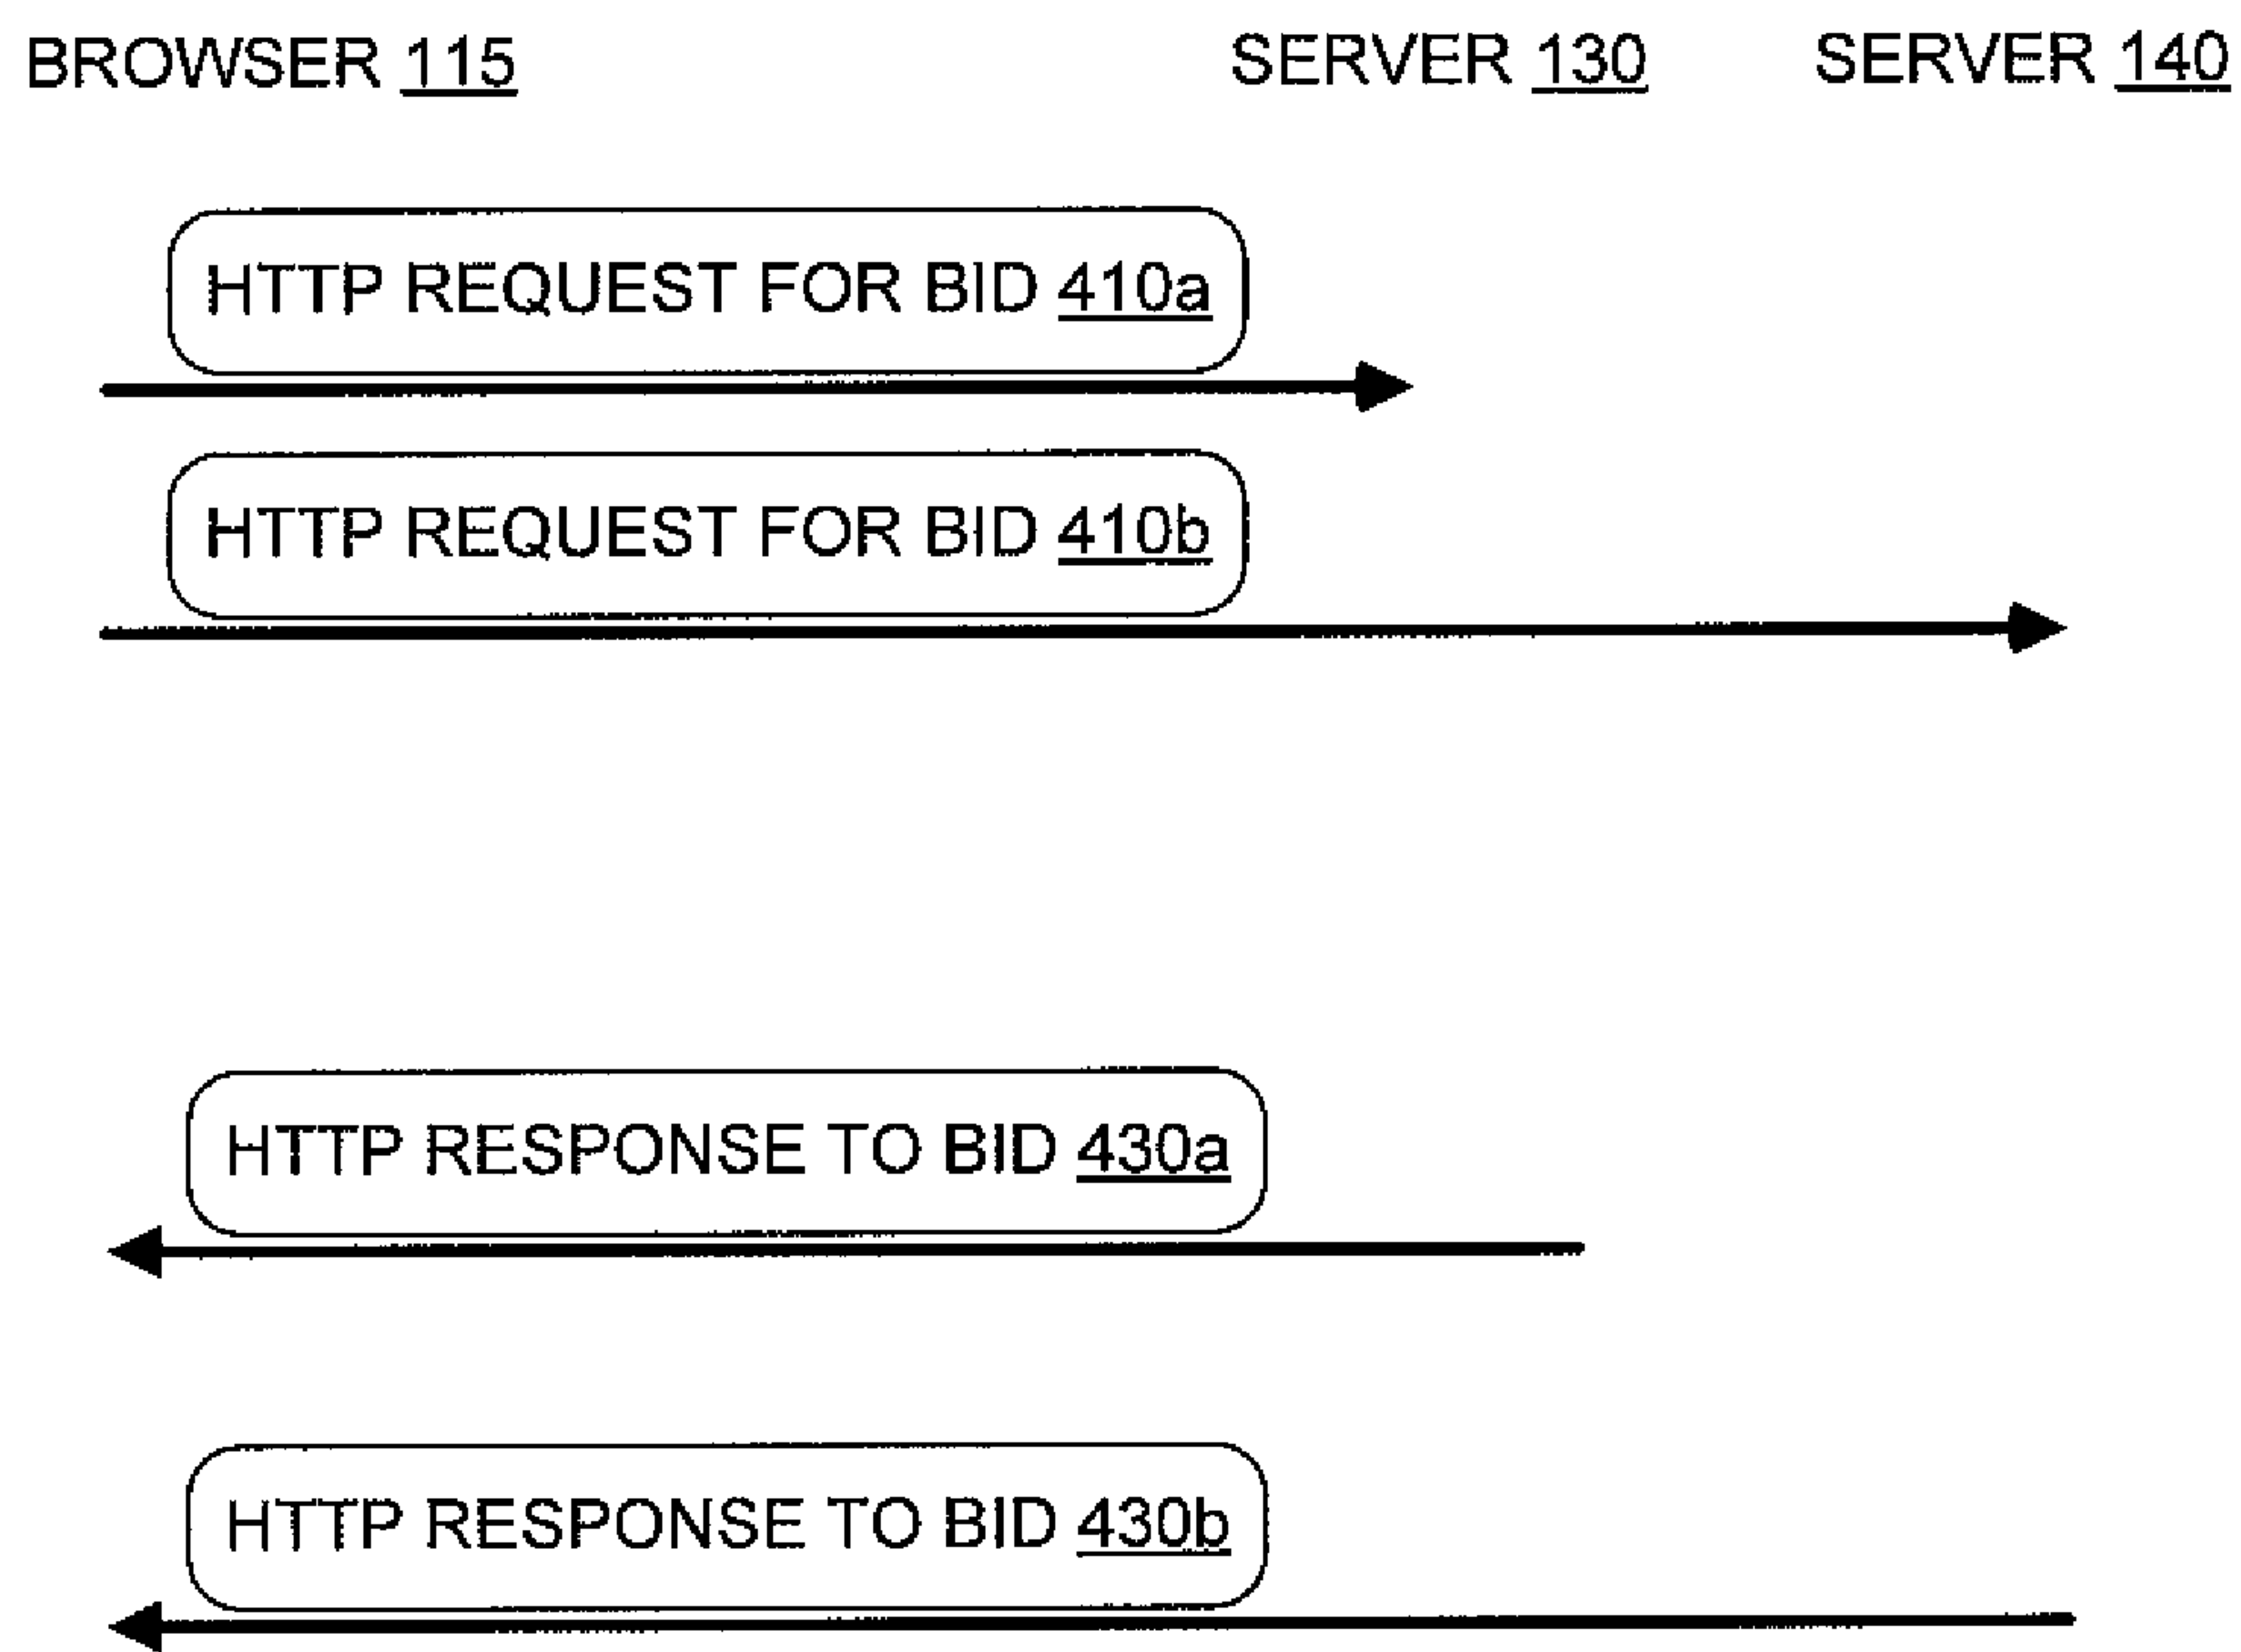 BROWSER 115 SERVER 130 SERVER 140
HTTP REQUEST FOR BID 410a
HTTP REQUEST FOR BID 410b
HTTP RESPONSE TO BID 430a
HTTP RESPONSE TO BID 430b